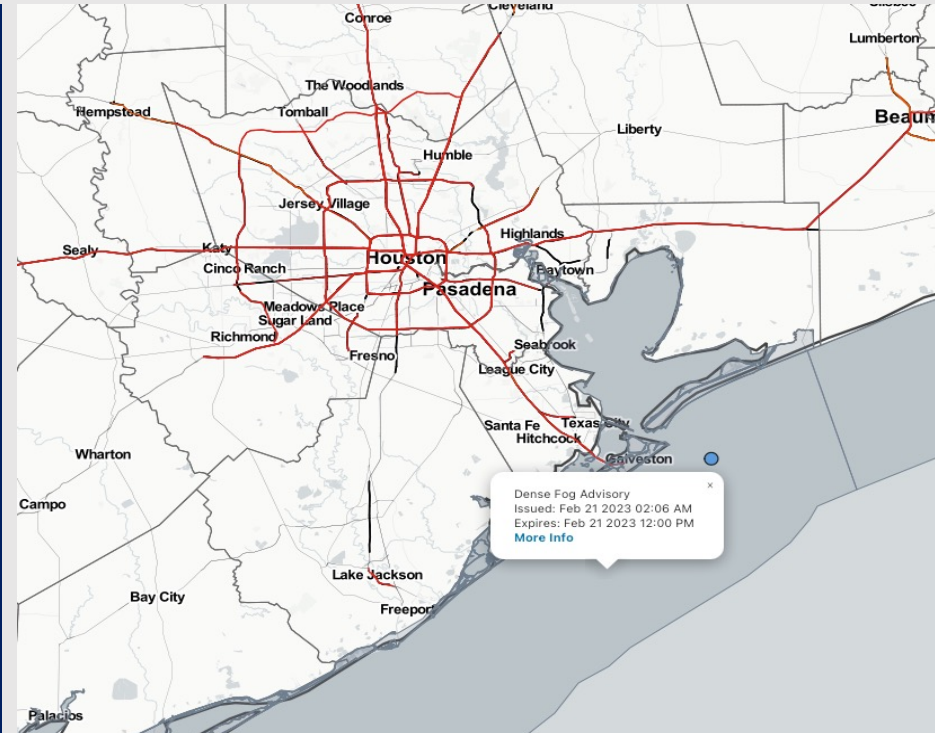 Conroe
Cleveland
Lumberton
The Woodlands
Hempstead
Tomball
Beaum
Liberty
Humble
Jersey Village
Highlands
Sealy
Katy
Houston
Cinco Ranch
Baytown
Pasadena
Meadows Place
Sugar Land
Richmond
Seabrook
Fresno
League City
Santa Fe
Texas City
Hitchcock
Wharton
Galveston
Campo
×
Dense Fog Advisory
Issued: Feb 21 2023 02:06 AM
Expires: Feb 21 2023 12:00 PM
More Info
Lake Jackson
Bay City
Freeport
Palacios